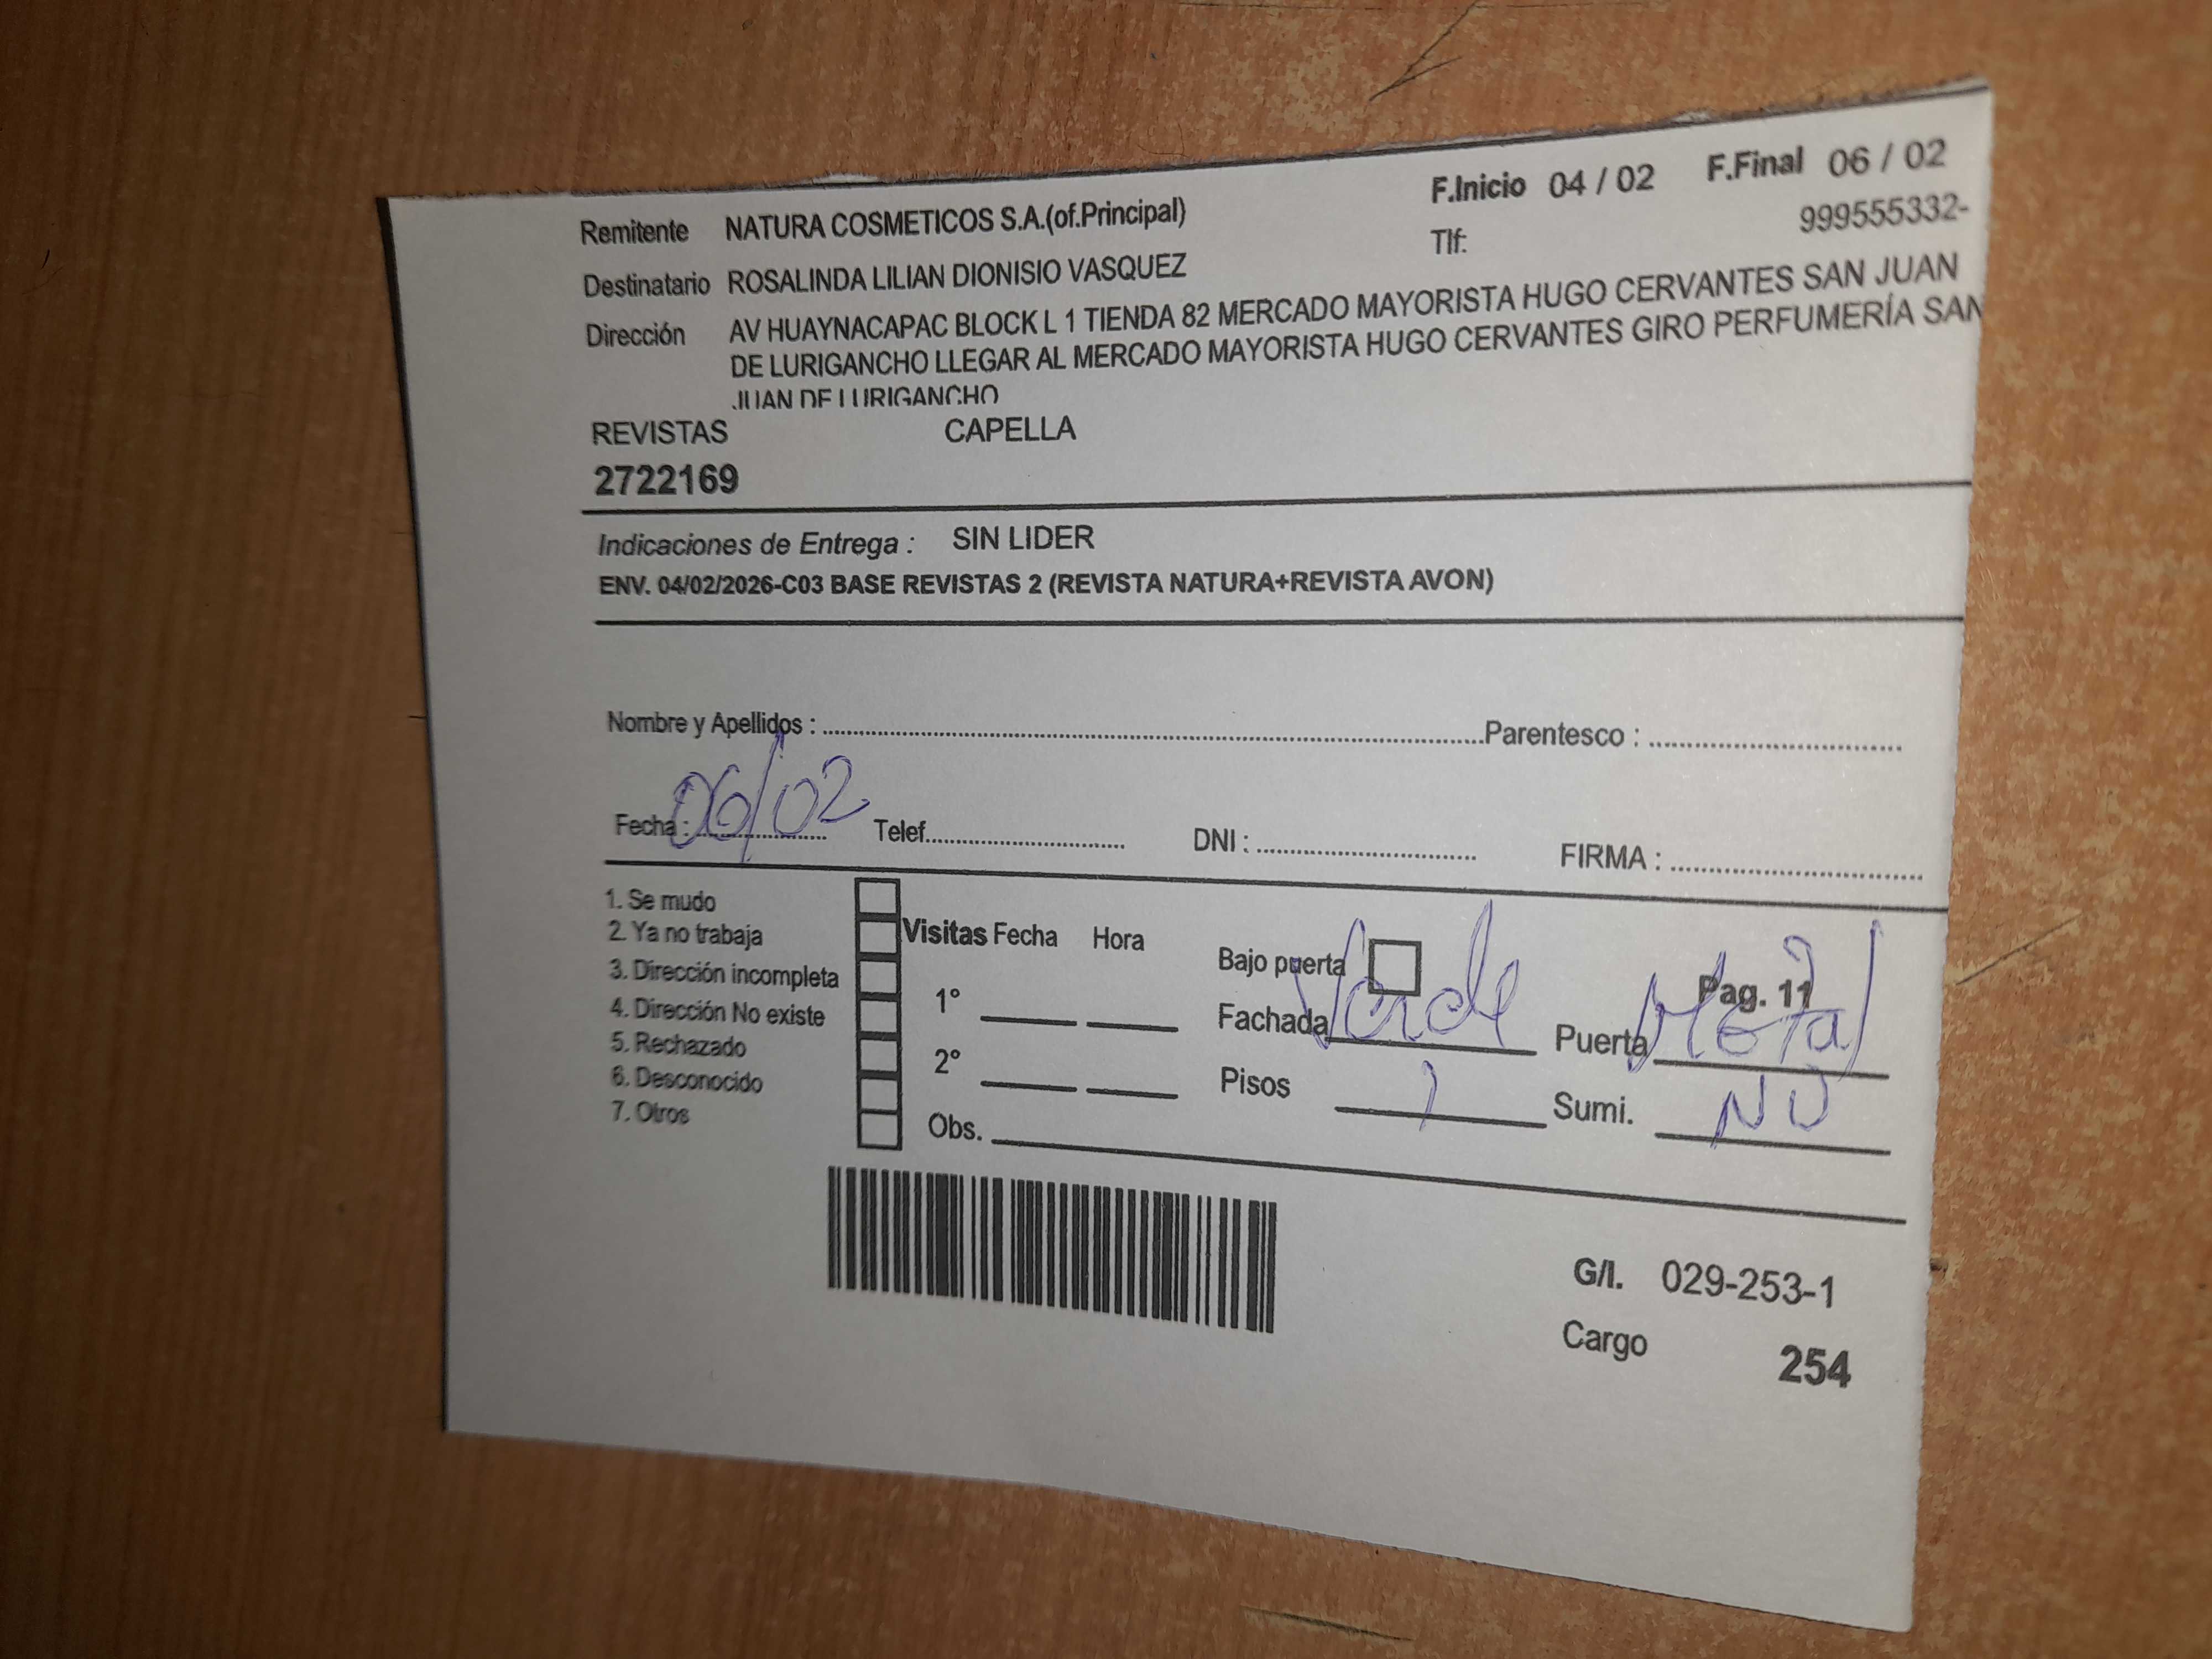 F.Inicio 04 / 02 F.Final 06 / 02
Remitente NATURA COSMETICOS S.A.(of.Principal)
Tlf: 999555332-
Destinatario ROSALINDA LILIAN DIONISIO VASQUEZ
Dirección AV HUAYNACAPAC BLOCK L 1 TIENDA 82 MERCADO MAYORISTA HUGO CERVANTES SAN JUAN
DE LURIGANCHO LLEGAR AL MERCADO MAYORISTA HUGO CERVANTES GIRO PERFUMERÍA SAN
JUAN DE LURIGANCHO
REVISTAS CAPELLA
2722169
Indicaciones de Entrega : SIN LIDER
ENV. 04/02/2026-C03 BASE REVISTAS 2 (REVISTA NATURA+REVISTA AVON)
Nombre y Apellidos : Parentesco :
Fecha : 06/02 Telef. DNI : FIRMA :
1. Se mudo
2. Ya no trabaja
3. Dirección incompleta
4. Dirección No existe
5. Rechazado
6. Desconocido
7. Otros
Visitas Fecha Hora
1°
2°
Obs.
Bajo puerta Pag. 11
Fachada Verde Puerta Metal
Pisos 1 Sumi. NO
G/I. 029-253-1
Cargo 254